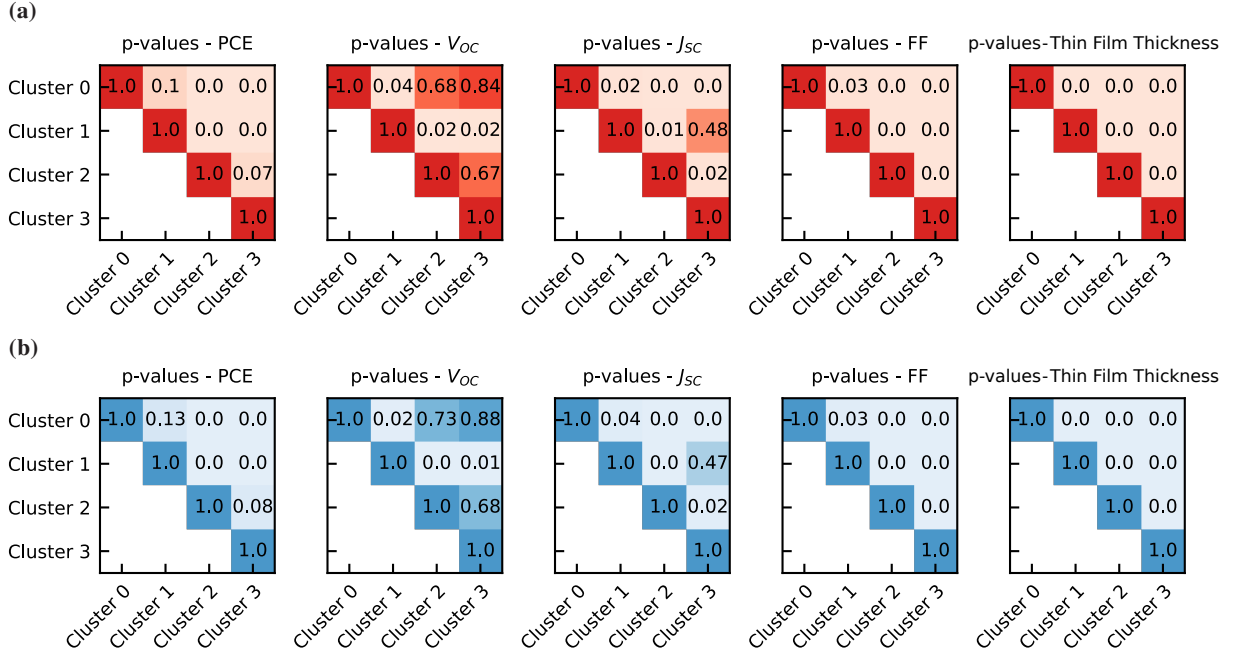 (a)
p-values - PCE p-values - V_OC p-values - J_SC p-values - FF p-values-Thin Film Thickness
Cluster 0 1.0 0.1 0.0 0.0 1.0 0.04 0.68 0.84 1.0 0.02 0.0 0.0 1.0 0.03 0.0 0.0 1.0 0.0 0.0 0.0
Cluster 1 1.0 0.0 0.0 1.0 0.02 0.02 1.0 0.01 0.48 1.0 0.0 0.0 1.0 0.0 0.0
Cluster 2 1.0 0.07 1.0 0.67 1.0 0.02 1.0 0.0 1.0 0.0
Cluster 3 1.0 1.0 1.0 1.0 1.0
Cluster 0 Cluster 1 Cluster 2 Cluster 3 Cluster 0 Cluster 1 Cluster 2 Cluster 3 Cluster 0 Cluster 1 Cluster 2 Cluster 3 Cluster 0 Cluster 1 Cluster 2 Cluster 3 Cluster 0 Cluster 1 Cluster 2 Cluster 3
(b)
p-values - PCE p-values - V_OC p-values - J_SC p-values - FF p-values-Thin Film Thickness
Cluster 0 1.0 0.13 0.0 0.0 1.0 0.02 0.73 0.88 1.0 0.04 0.0 0.0 1.0 0.03 0.0 0.0 1.0 0.0 0.0 0.0
Cluster 1 1.0 0.0 0.0 1.0 0.0 0.01 1.0 0.0 0.47 1.0 0.0 0.0 1.0 0.0 0.0
Cluster 2 1.0 0.08 1.0 0.68 1.0 0.02 1.0 0.0 1.0 0.0
Cluster 3 1.0 1.0 1.0 1.0 1.0
Cluster 0 Cluster 1 Cluster 2 Cluster 3 Cluster 0 Cluster 1 Cluster 2 Cluster 3 Cluster 0 Cluster 1 Cluster 2 Cluster 3 Cluster 0 Cluster 1 Cluster 2 Cluster 3 Cluster 0 Cluster 1 Cluster 2 Cluster 3